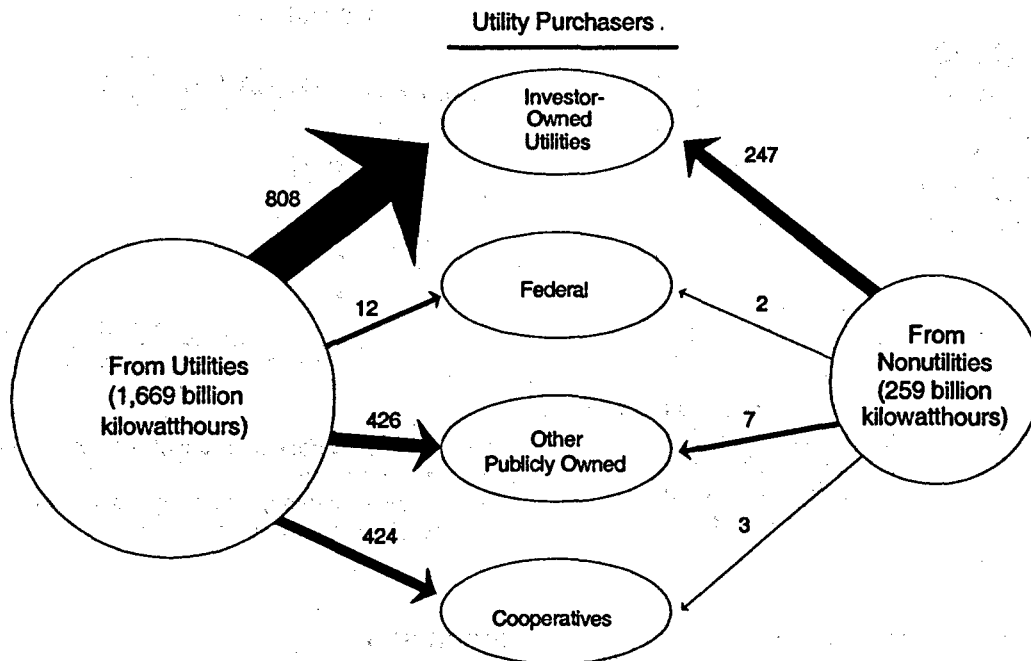 Utility Purchasers .
Investor-
Owned
Utilities
808
247
Federal
12
2
From Utilities
(1,669 billion
kilowatthours)
From
Nonutilities
(259 billion
kilowatthours)
426
7
Other
Publicly Owned
424
3
Cooperatives